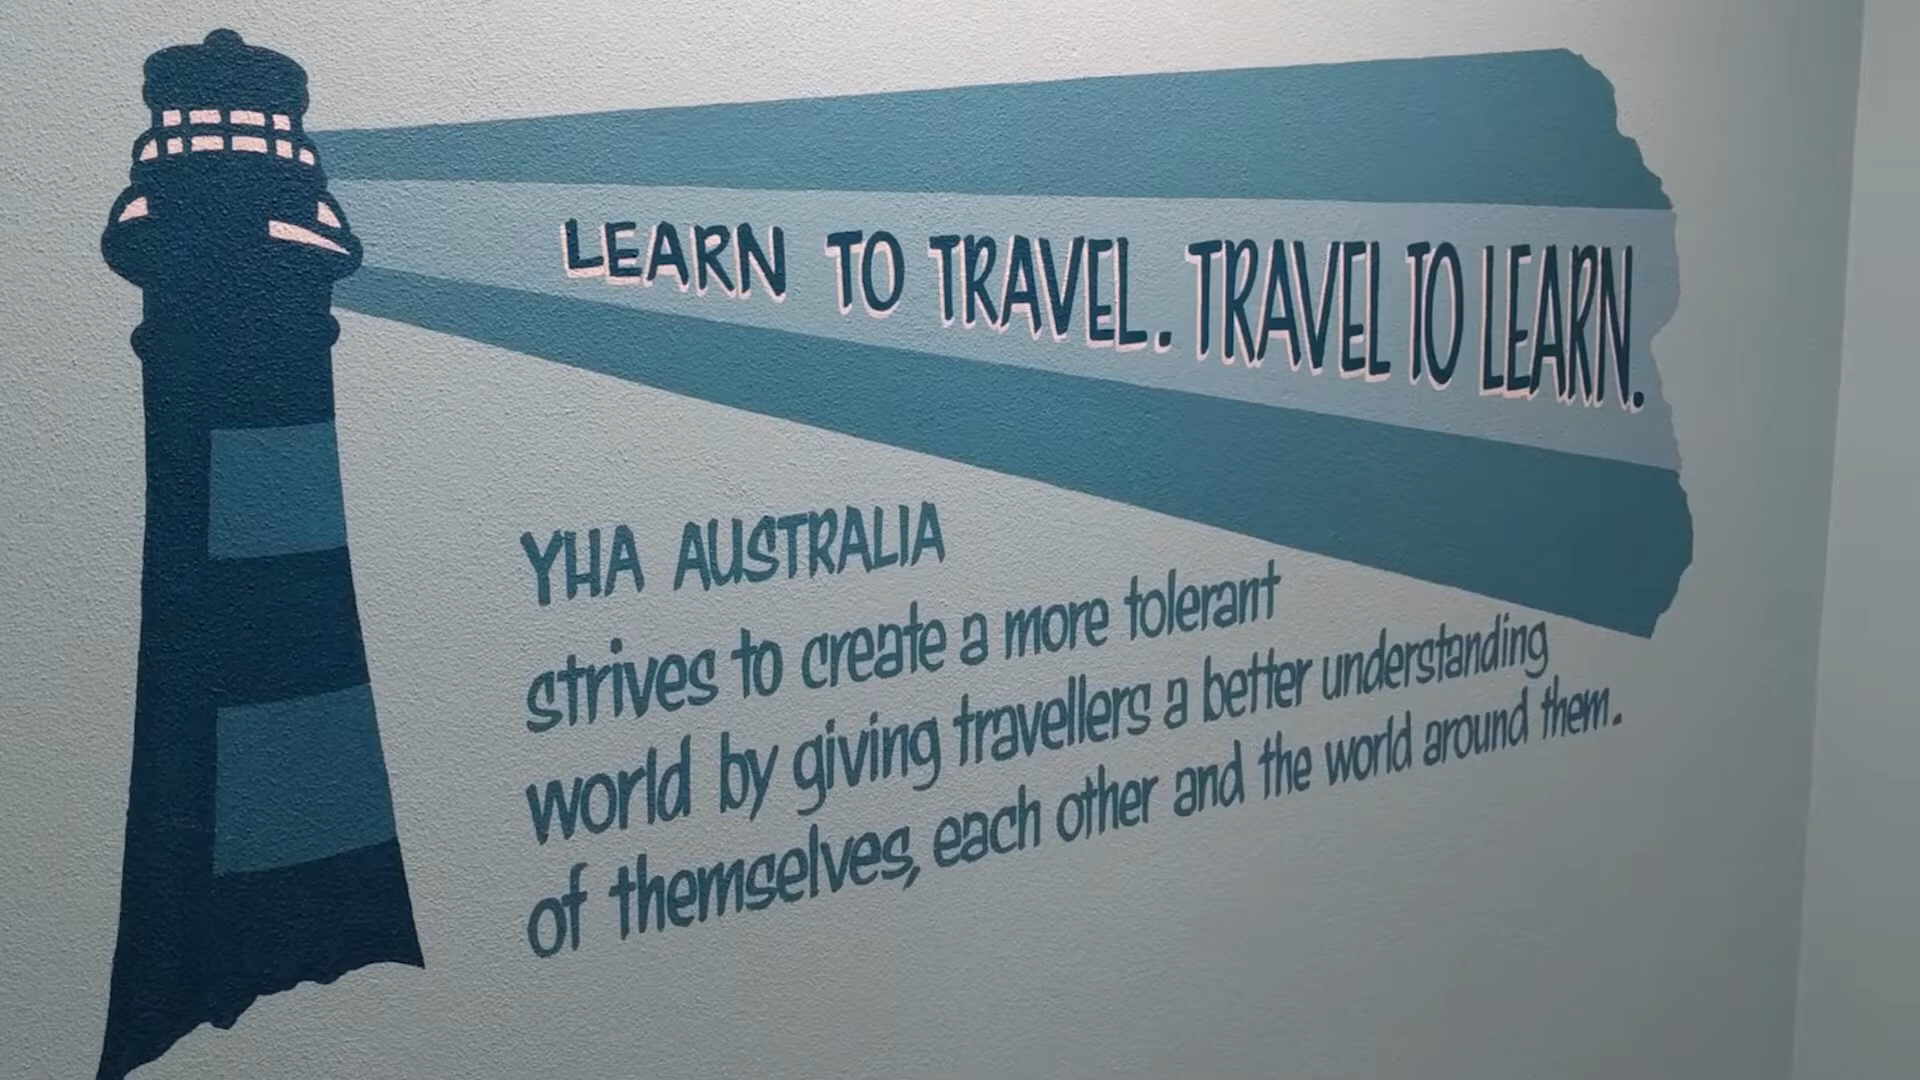 LEARN TO TRAVEL. TRAVEL TO LEARN.
YHA AUSTRALIA
strives to create a more tolerant
world by giving travellers a better understanding
of themselves, each other and the world around them.